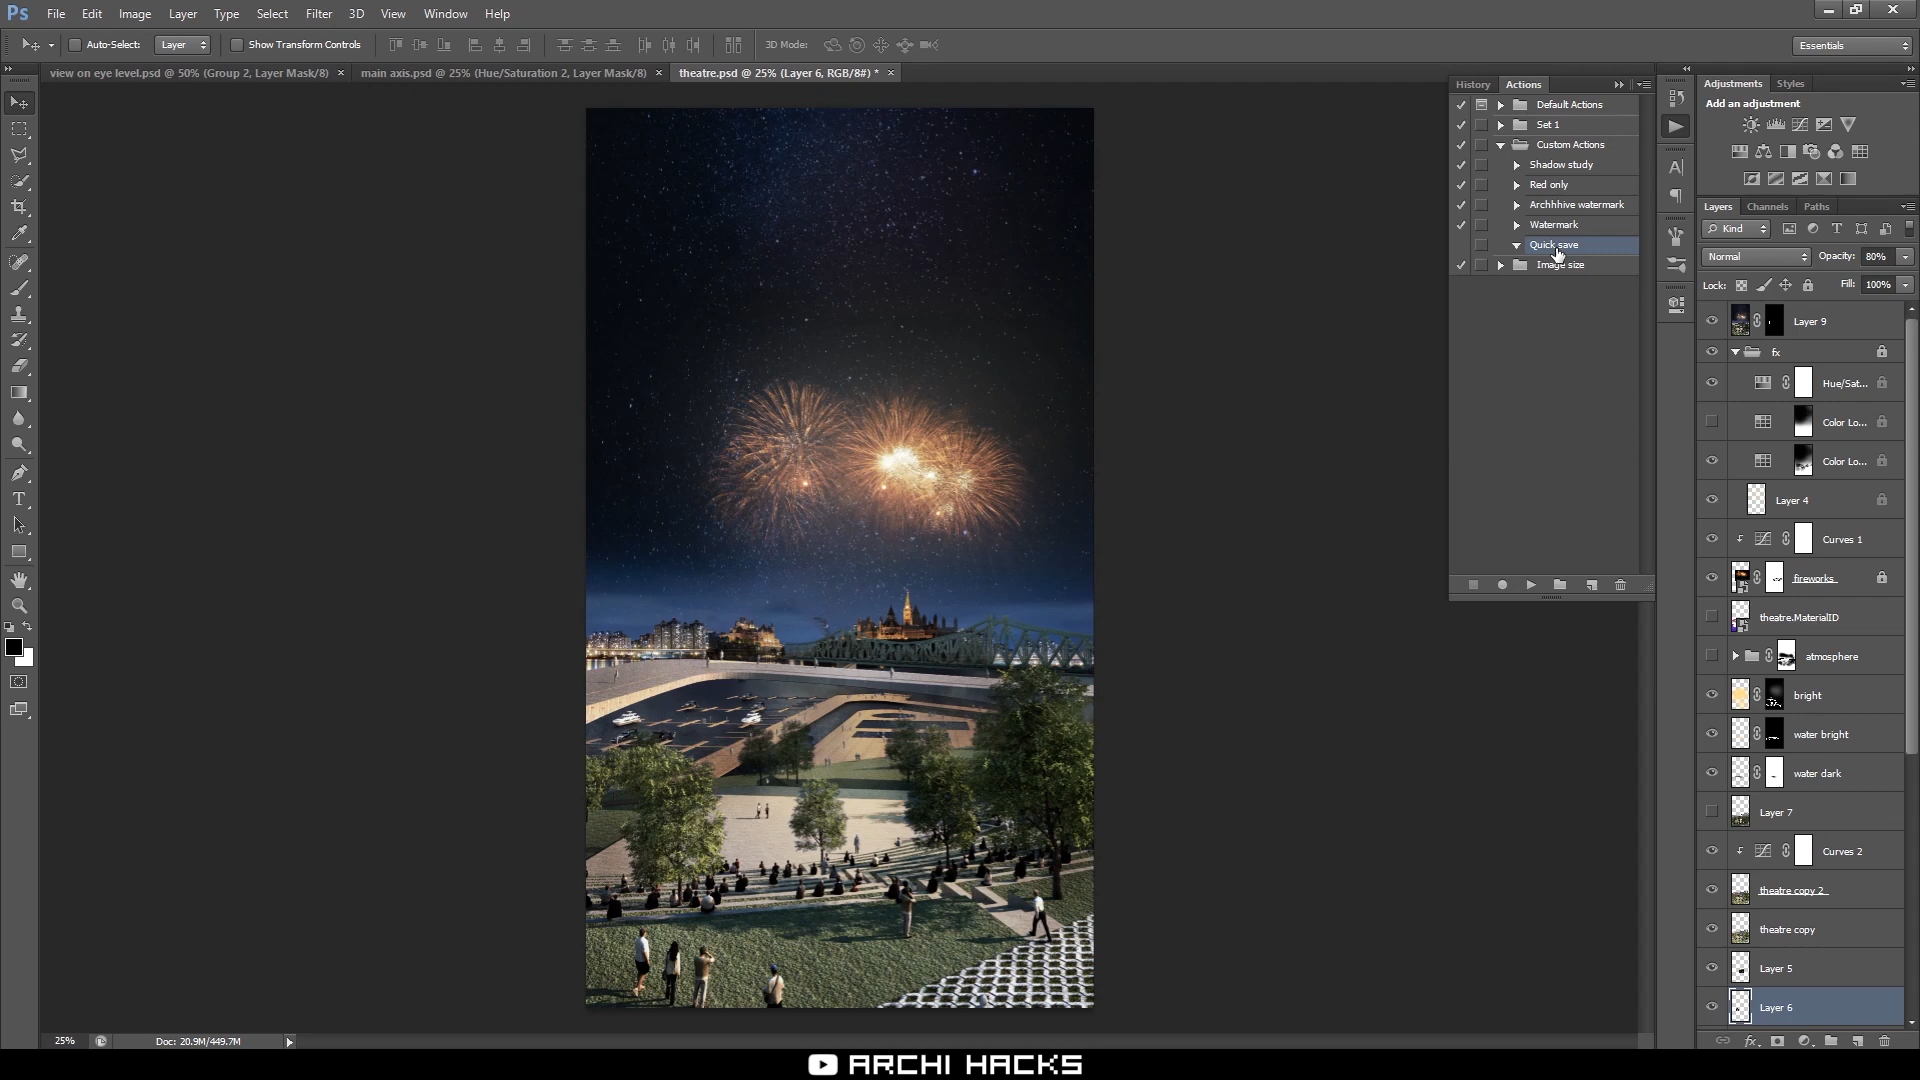 Ps File Edit Image Layer Type Select Filter 3D View Window Help
Auto-Select: Layer Show Transform Controls 3D Mode: Essentials
view on eye level.psd @ 50% (Group 2, Layer Mask/8) × main axis.psd @ 25% (Hue/Saturation 2, Layer Mask/8) × theatre.psd @ 25% (Layer 6, RGB/8#) * ×
History Actions
Default Actions
Set 1
Custom Actions
Shadow study
Red only
Archhhive watermark
Watermark
Quick save
Image size
Adjustments Styles
Add an adjustment
Layers Channels Paths
Kind
Normal Opacity: 80%
Lock: Fill: 100%
Layer 9
fx
Hue/Sat...
Color Lo...
Color Lo...
Layer 4
Curves 1
fireworks
theatre.MaterialID
atmosphere
bright
water bright
water dark
Layer 7
Curves 2
theatre copy 2
theatre copy
Layer 5
Layer 6
25% Doc: 20.9M/449.7M
ARCHI HACKS